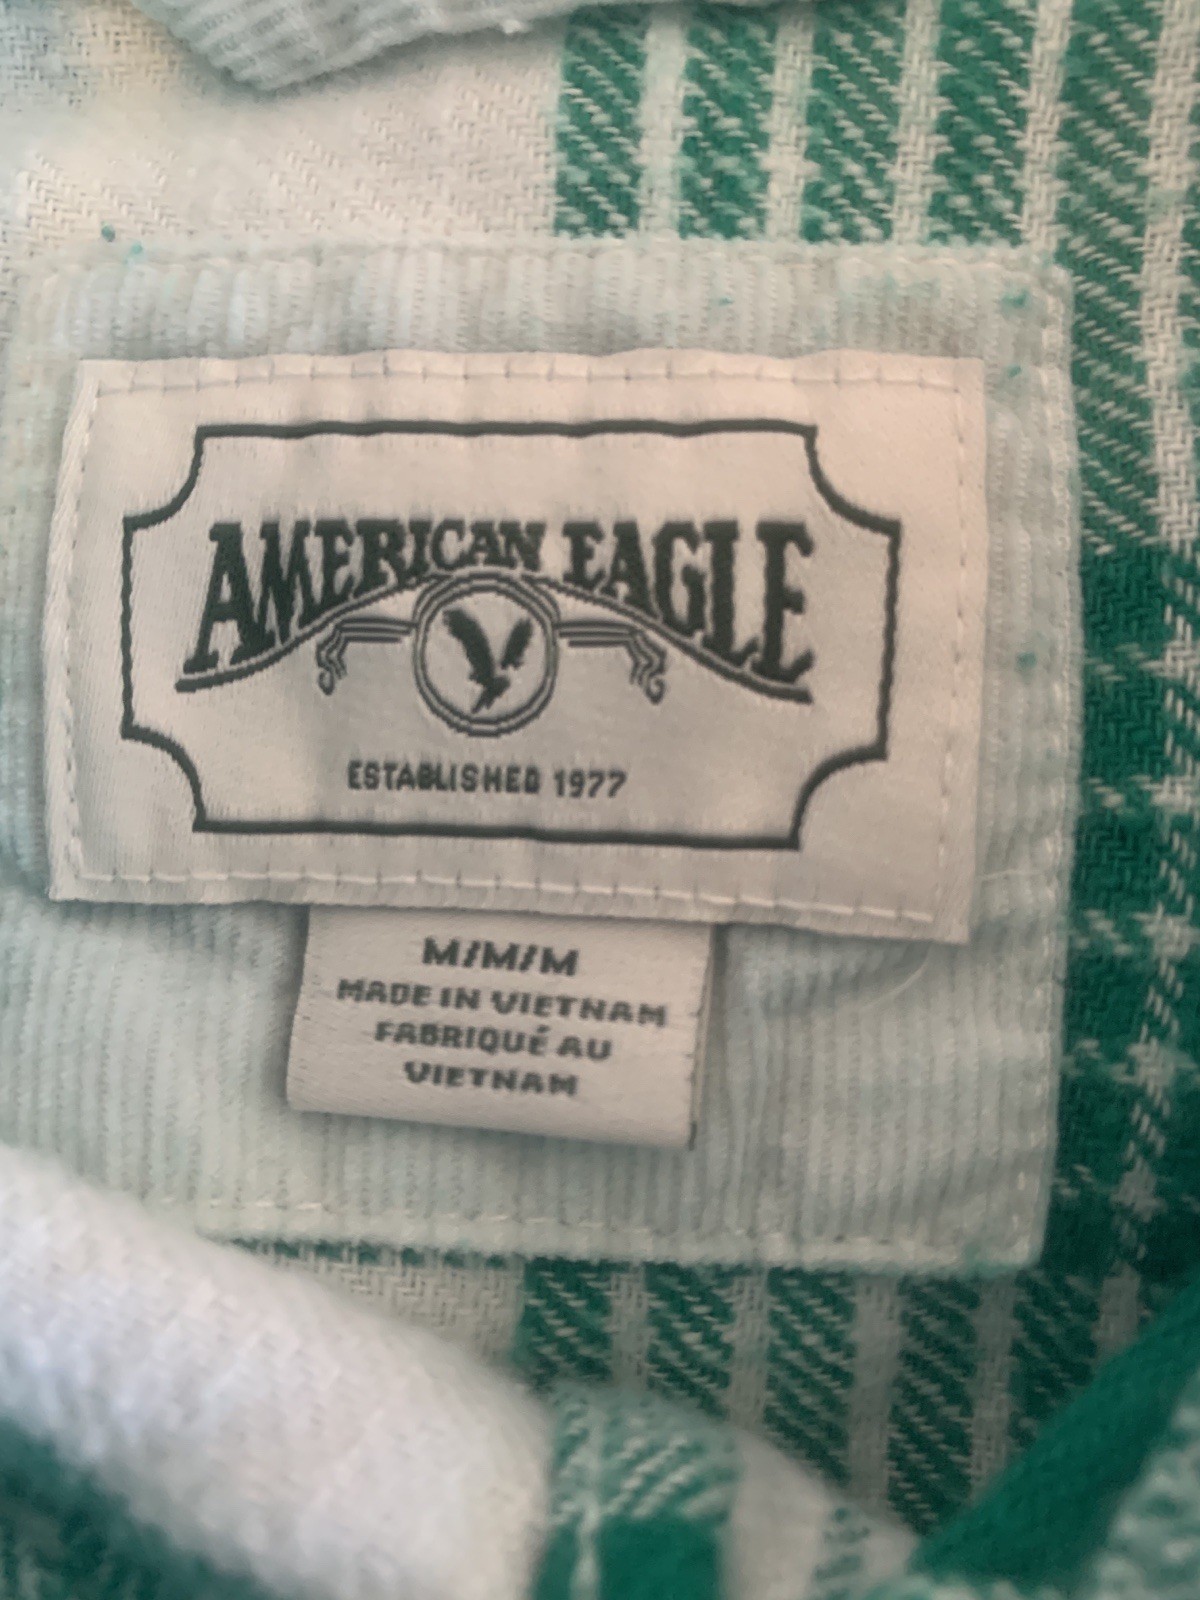 AMERICAN EAGLE
ESTABLISHED 1977
M/M/M
MADE IN VIETNAM
FABRIQUÉ AU
VIETNAM